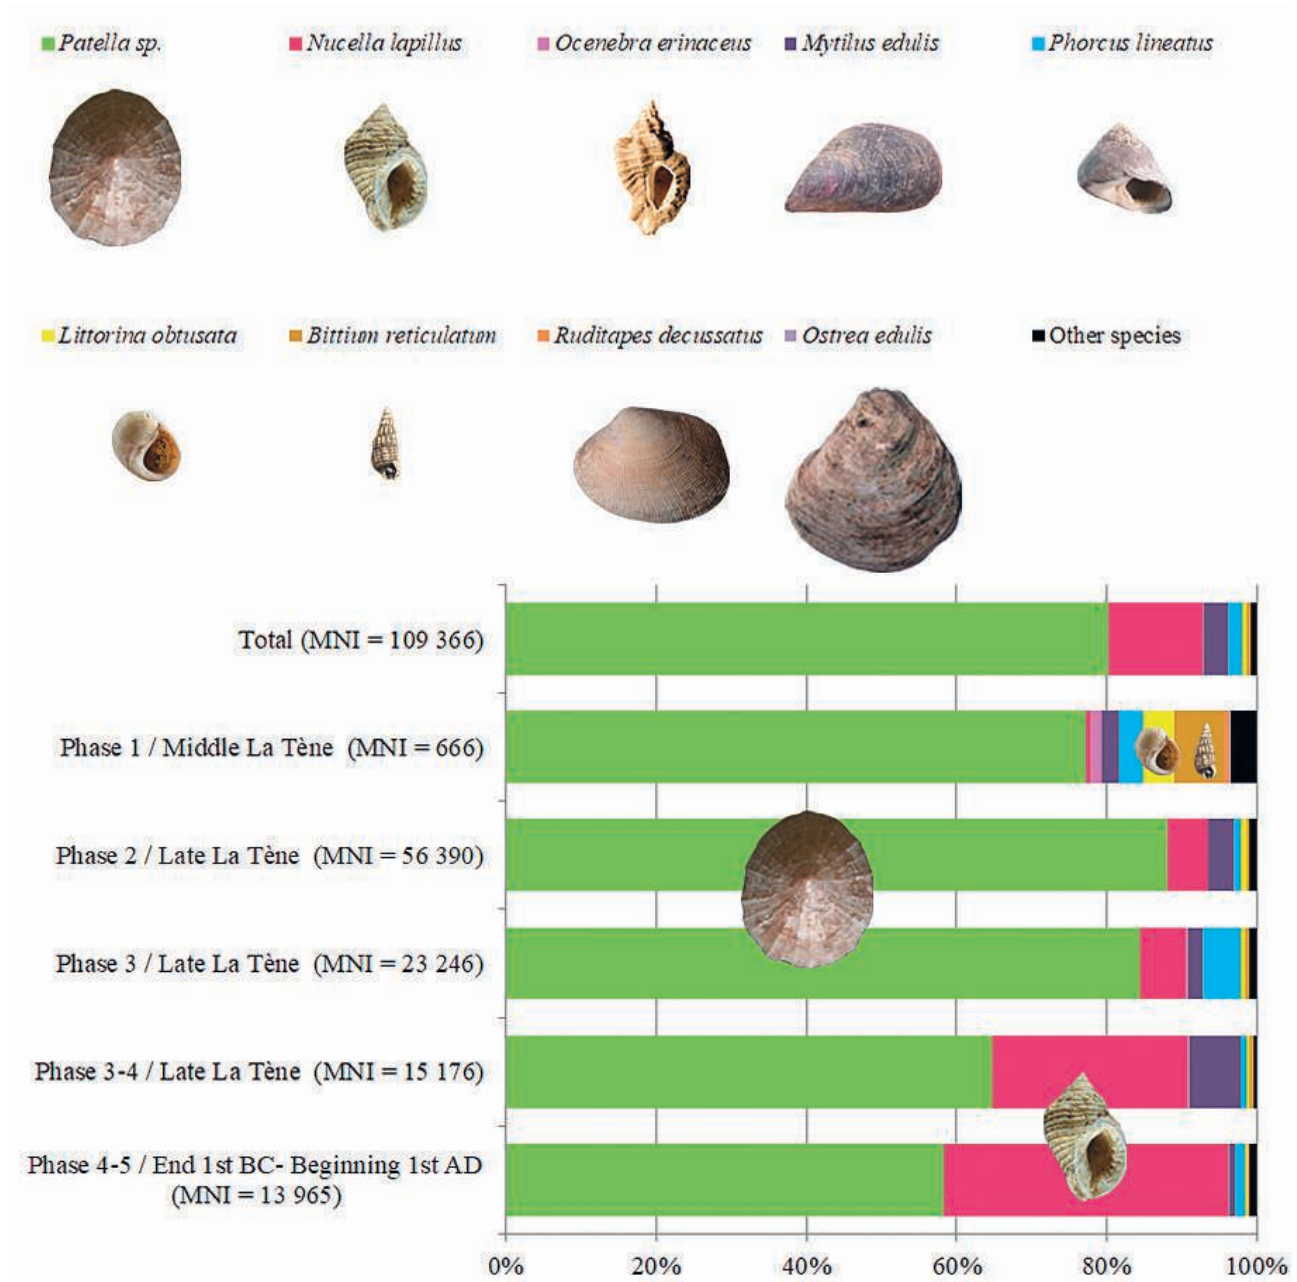 Patella sp.
Nucella lapillus
Ocenebra erinaceus
Mytilus edulis
Phorcus lineatus
Littorina obtusata
Bittium reticulatum
Ruditapes decussatus
Ostrea edulis
Other species
Total (MNI = 109 366)
Phase 1 / Middle La Tène (MNI = 666)
Phase 2 / Late La Tène (MNI = 56 390)
Phase 3 / Late La Tène (MNI = 23 246)
Phase 3-4 / Late La Tène (MNI = 15 176)
Phase 4-5 / End 1st BC- Beginning 1st AD
(MNI = 13 965)
0% 20% 40% 60% 80% 100%